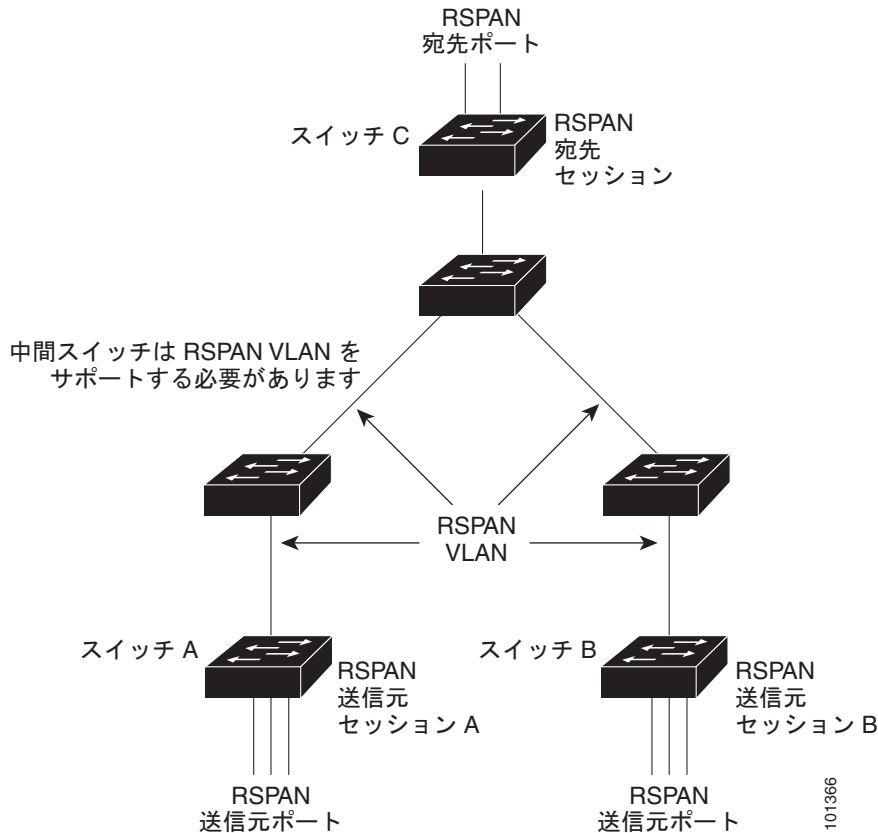 RSPAN
宛先ポート
スイッチ C
RSPAN
宛先
セッション
中間スイッチは RSPAN VLAN を
サポートする必要があります
RSPAN
VLAN
スイッチ A
RSPAN
送信元
セッション A
スイッチ B
RSPAN
送信元
セッション B
RSPAN
送信元ポート
RSPAN
送信元ポート
101366